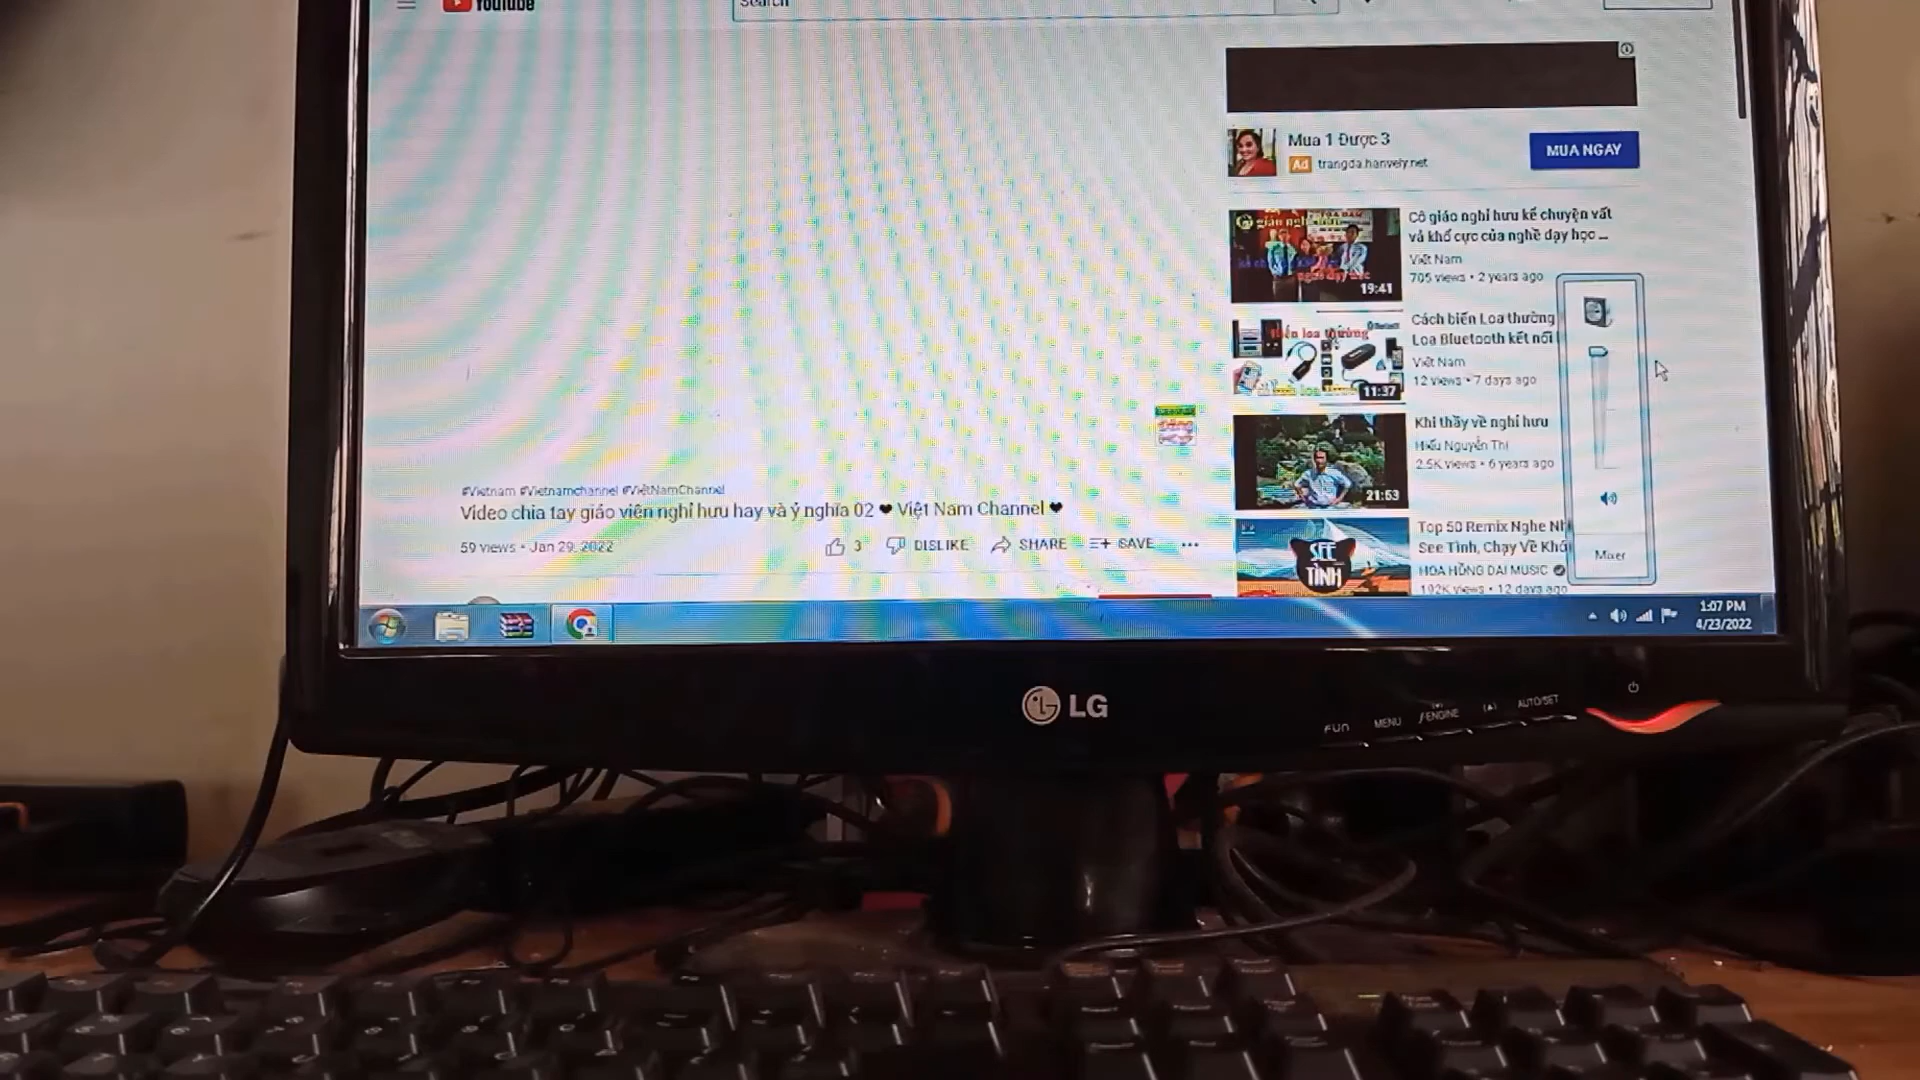 YouTube
Search
Mua 1 Được 3
Ad trangda.hanvely.net
MUA NGAY
Cô giáo nghỉ hưu kể chuyện vất
vả khổ cực của nghề dạy học ...
Việt Nam
705 views • 2 years ago
19:41
Cách biến Loa thường
Loa Bluetooth kết nối
Việt Nam
12 views • 7 days ago
11:37
Khi thầy về nghỉ hưu
Hiếu Nguyễn Thị
2.5K views • 6 years ago
21:53
Top 50 Remix Nghe Nh
See Tình, Chạy Về Khó
HOA HỒNG DẠI MUSIC
192K views • 12 days ago
SEE
TÌNH
Mixer
#Vietnam #Vietnamchannel #ViệtNamChannel
Video chia tay giáo viên nghỉ hưu hay và ý nghĩa 02 ❤ Việt Nam Channel ❤
59 views • Jan 29, 2022
3 DISLIKE SHARE SAVE ...
1:07 PM
4/23/2022
LG
FUN MENU f-ENGINE AUTO/SET